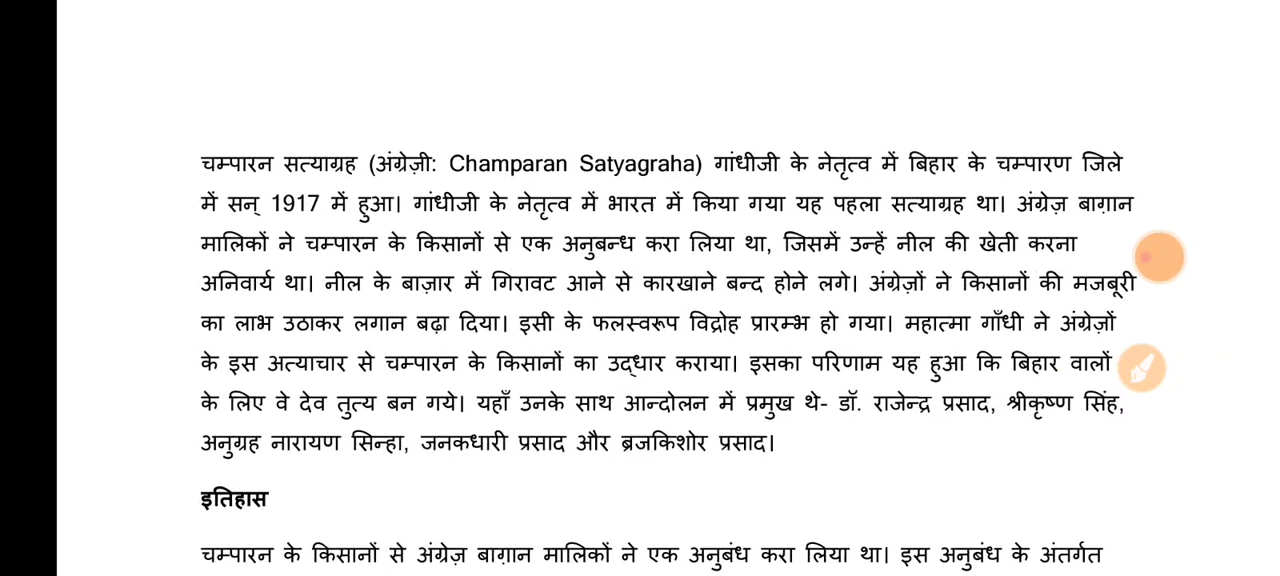 चम्पारन सत्याग्रह (अंग्रेज़ी: Champaran Satyagraha) गांधीजी के नेतृत्व में बिहार के चम्पारण जिले
में सन् 1917 में हुआ। गांधीजी के नेतृत्व में भारत में किया गया यह पहला सत्याग्रह था। अंग्रेज़ बाग़ान
मालिकों ने चम्पारन के किसानों से एक अनुबन्ध करा लिया था, जिसमें उन्हें नील की खेती करना
अनिवार्य था। नील के बाज़ार में गिरावट आने से कारखाने बन्द होने लगे। अंग्रेज़ों ने किसानों की मजबूरी
का लाभ उठाकर लगान बढ़ा दिया। इसी के फलस्वरूप विद्रोह प्रारम्भ हो गया। महात्मा गाँधी ने अंग्रेज़ों
के इस अत्याचार से चम्पारन के किसानों का उद्धार कराया। इसका परिणाम यह हुआ कि बिहार वालों
के लिए वे देव तुत्य बन गये। यहाँ उनके साथ आन्दोलन में प्रमुख थे- डॉ. राजेन्द्र प्रसाद, श्रीकृष्ण सिंह,
अनुग्रह नारायण सिन्हा, जनकधारी प्रसाद और ब्रजकिशोर प्रसाद।
इतिहास
चम्पारन के किसानों से अंग्रेज़ बाग़ान मालिकों ने एक अनुबंध करा लिया था। इस अनुबंध के अंतर्गत